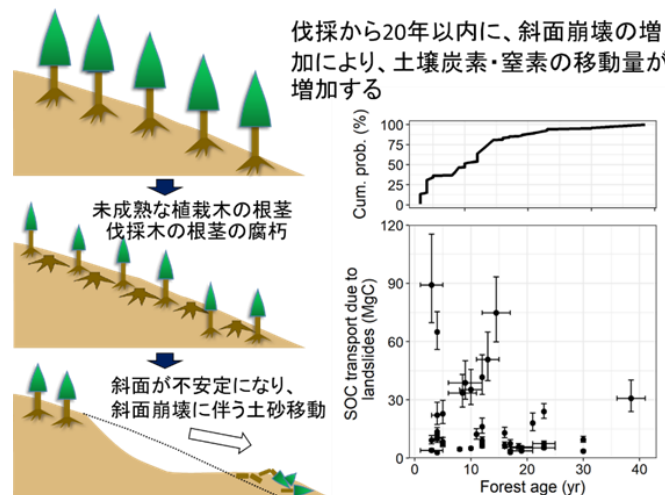 伐採から20年以内に、斜面崩壊の増
加により、土壌炭素・窒素の移動量が
増加する
未成熟な植栽木の根茎
伐採木の根茎の腐朽
斜面が不安定になり、
斜面崩壊に伴う土砂移動
Cum. prob. (%)
100
75
50
25
0
SOC transport due to
landslides (MgC)
120
90
60
30
0
0 10 20 30 40
Forest age (yr)